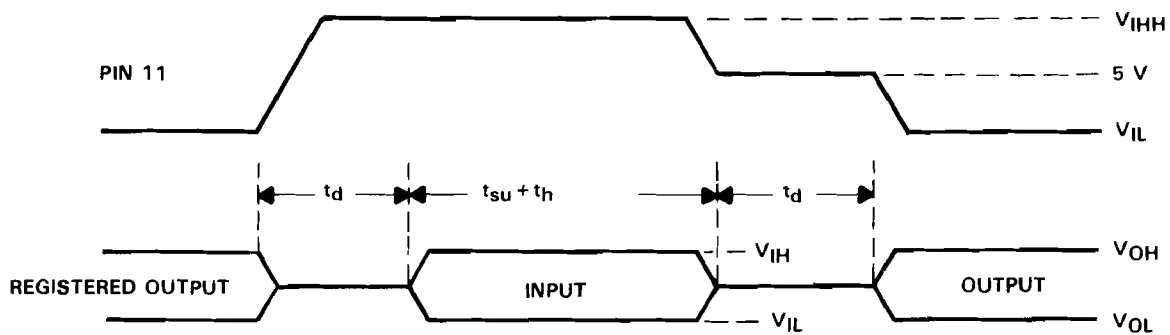 VIHH
PIN 11
5 V
VIL
td
tsu + th
td
VIH
VOH
REGISTERED OUTPUT
INPUT
OUTPUT
VIL
VOL